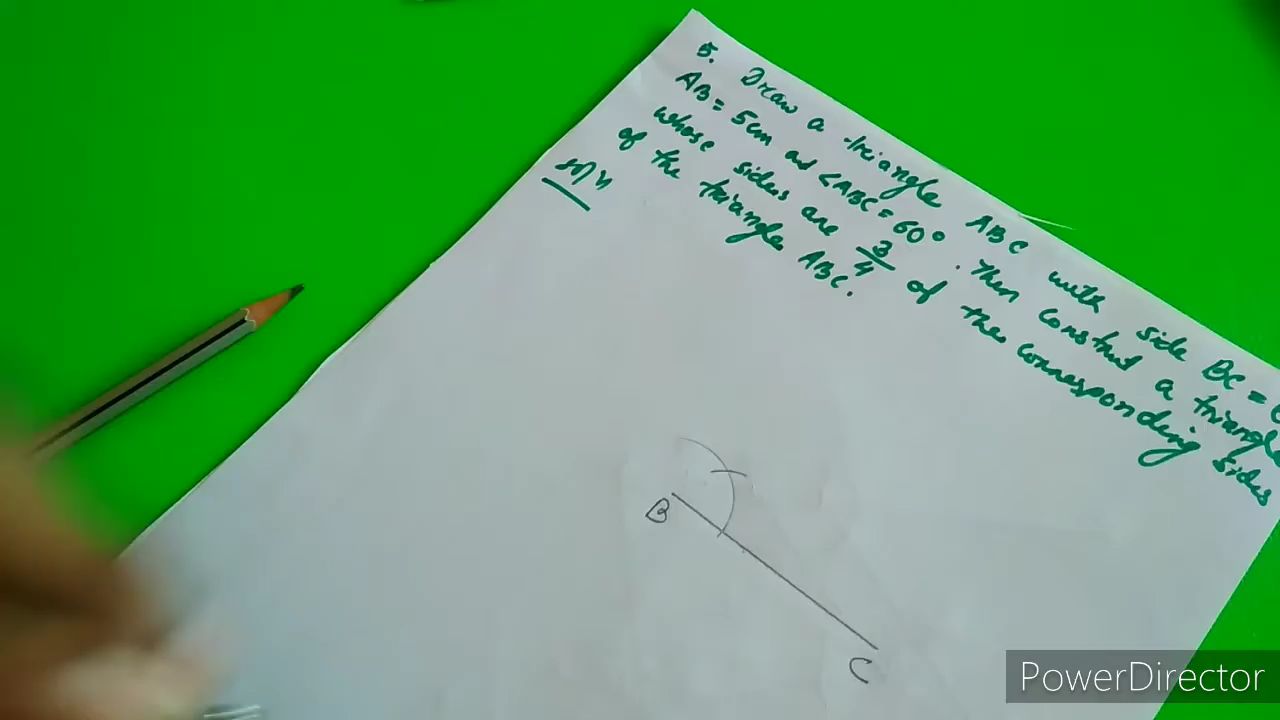 5. Draw a triangle ABC with side BC =
AB = 5cm and ∠ABC = 60°. Then construct a triangle
whose sides are 3/4 of the corresponding sides
of the triangle ABC.
Soln
B
C
PowerDirector